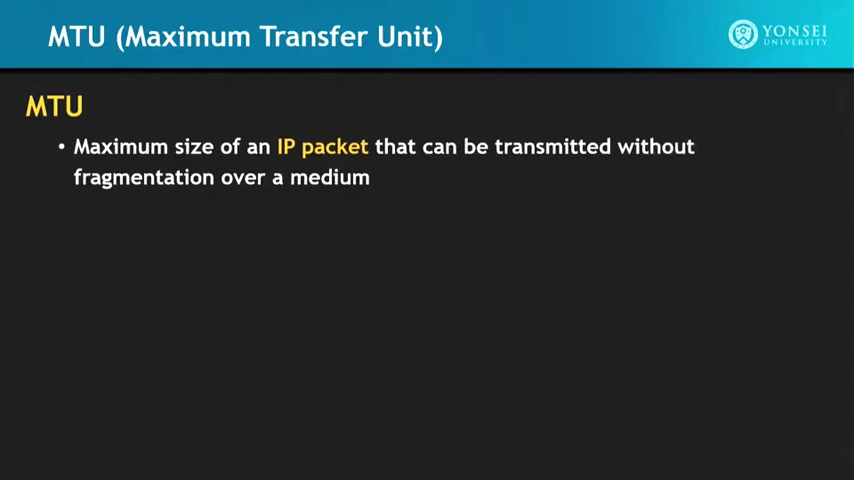 MTU (Maximum Transfer Unit)
YONSEI
UNIVERSITY
MTU
• Maximum size of an IP packet that can be transmitted without
fragmentation over a medium